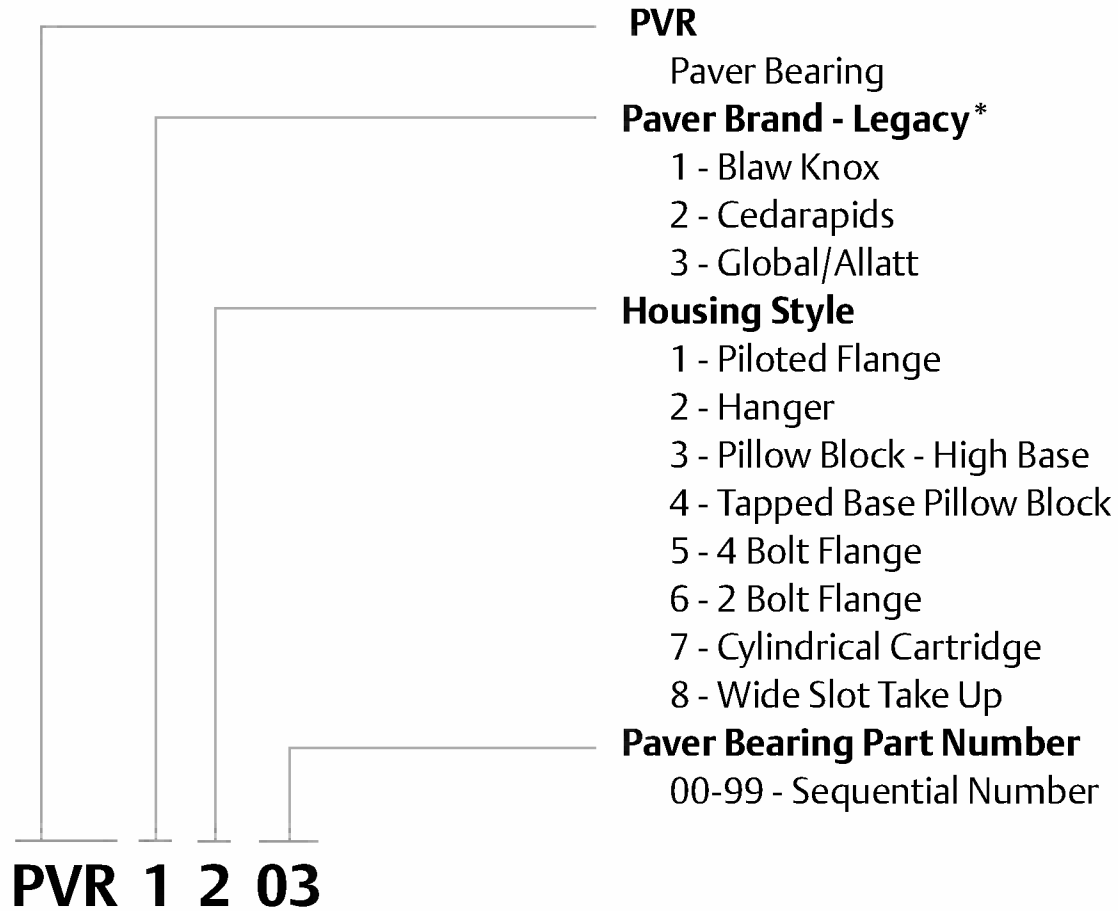 PVR
Paver Bearing
Paver Brand - Legacy*
1 - Blaw Knox
2 - Cedarapids
3 - Global/Allatt
Housing Style
1 - Piloted Flange
2 - Hanger
3 - Pillow Block - High Base
4 - Tapped Base Pillow Block
5 - 4 Bolt Flange
6 - 2 Bolt Flange
7 - Cylindrical Cartridge
8 - Wide Slot Take Up
Paver Bearing Part Number
00-99 - Sequential Number
PVR 1 2 03